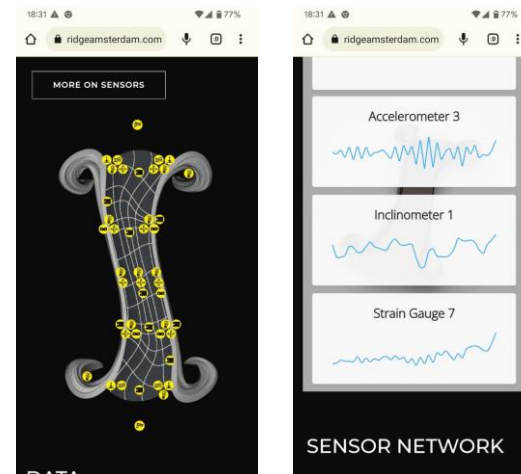 18:31
77%
ridgeamsterdam.com
MORE ON SENSORS
DATA
18:31
77%
ridgeamsterdam.com
Accelerometer 3
Inclinometer 1
Strain Gauge 7
SENSOR NETWORK